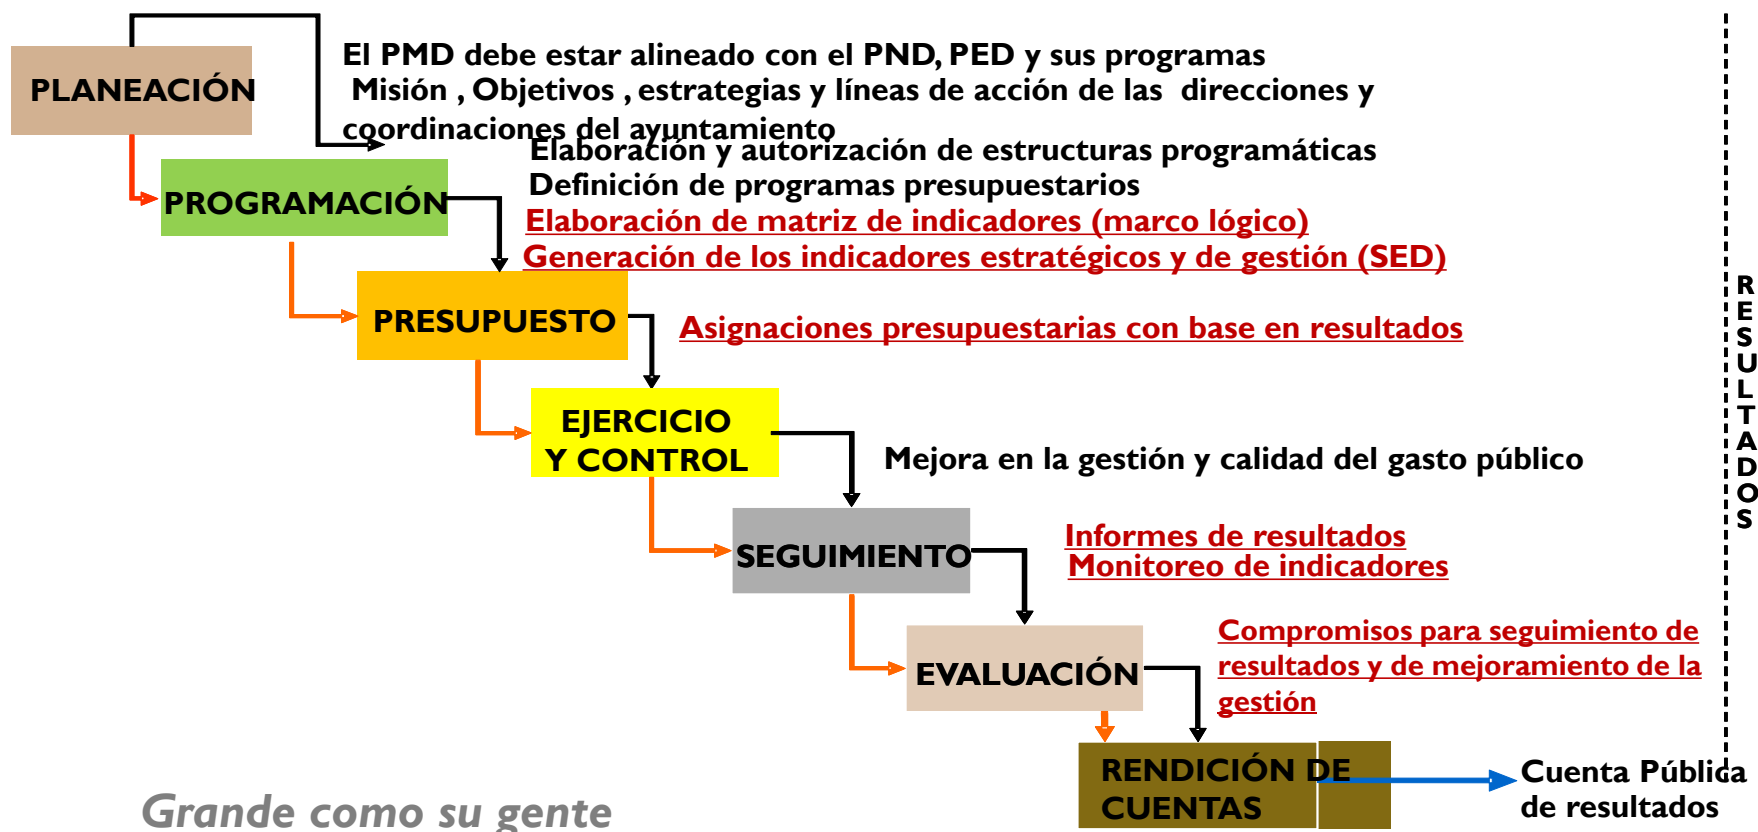 PLANEACIÓN
El PMD debe estar alineado con el PND, PED y sus programas
Misión , Objetivos , estrategias y líneas de acción de las direcciones y
coordinaciones del ayuntamiento
PROGRAMACIÓN
Elaboración y autorización de estructuras programáticas
Definición de programas presupuestarios
Elaboración de matriz de indicadores (marco lógico)
Generación de los indicadores estratégicos y de gestión (SED)
PRESUPUESTO
Asignaciones presupuestarias con base en resultados
EJERCICIO
Y CONTROL
Mejora en la gestión y calidad del gasto público
SEGUIMIENTO
Informes de resultados
Monitoreo de indicadores
EVALUACIÓN
Compromisos para seguimiento de
resultados y de mejoramiento de la
gestión
RENDICIÓN DE
CUENTAS
Cuenta Pública
de resultados
RESULTADOS
Grande como su gente